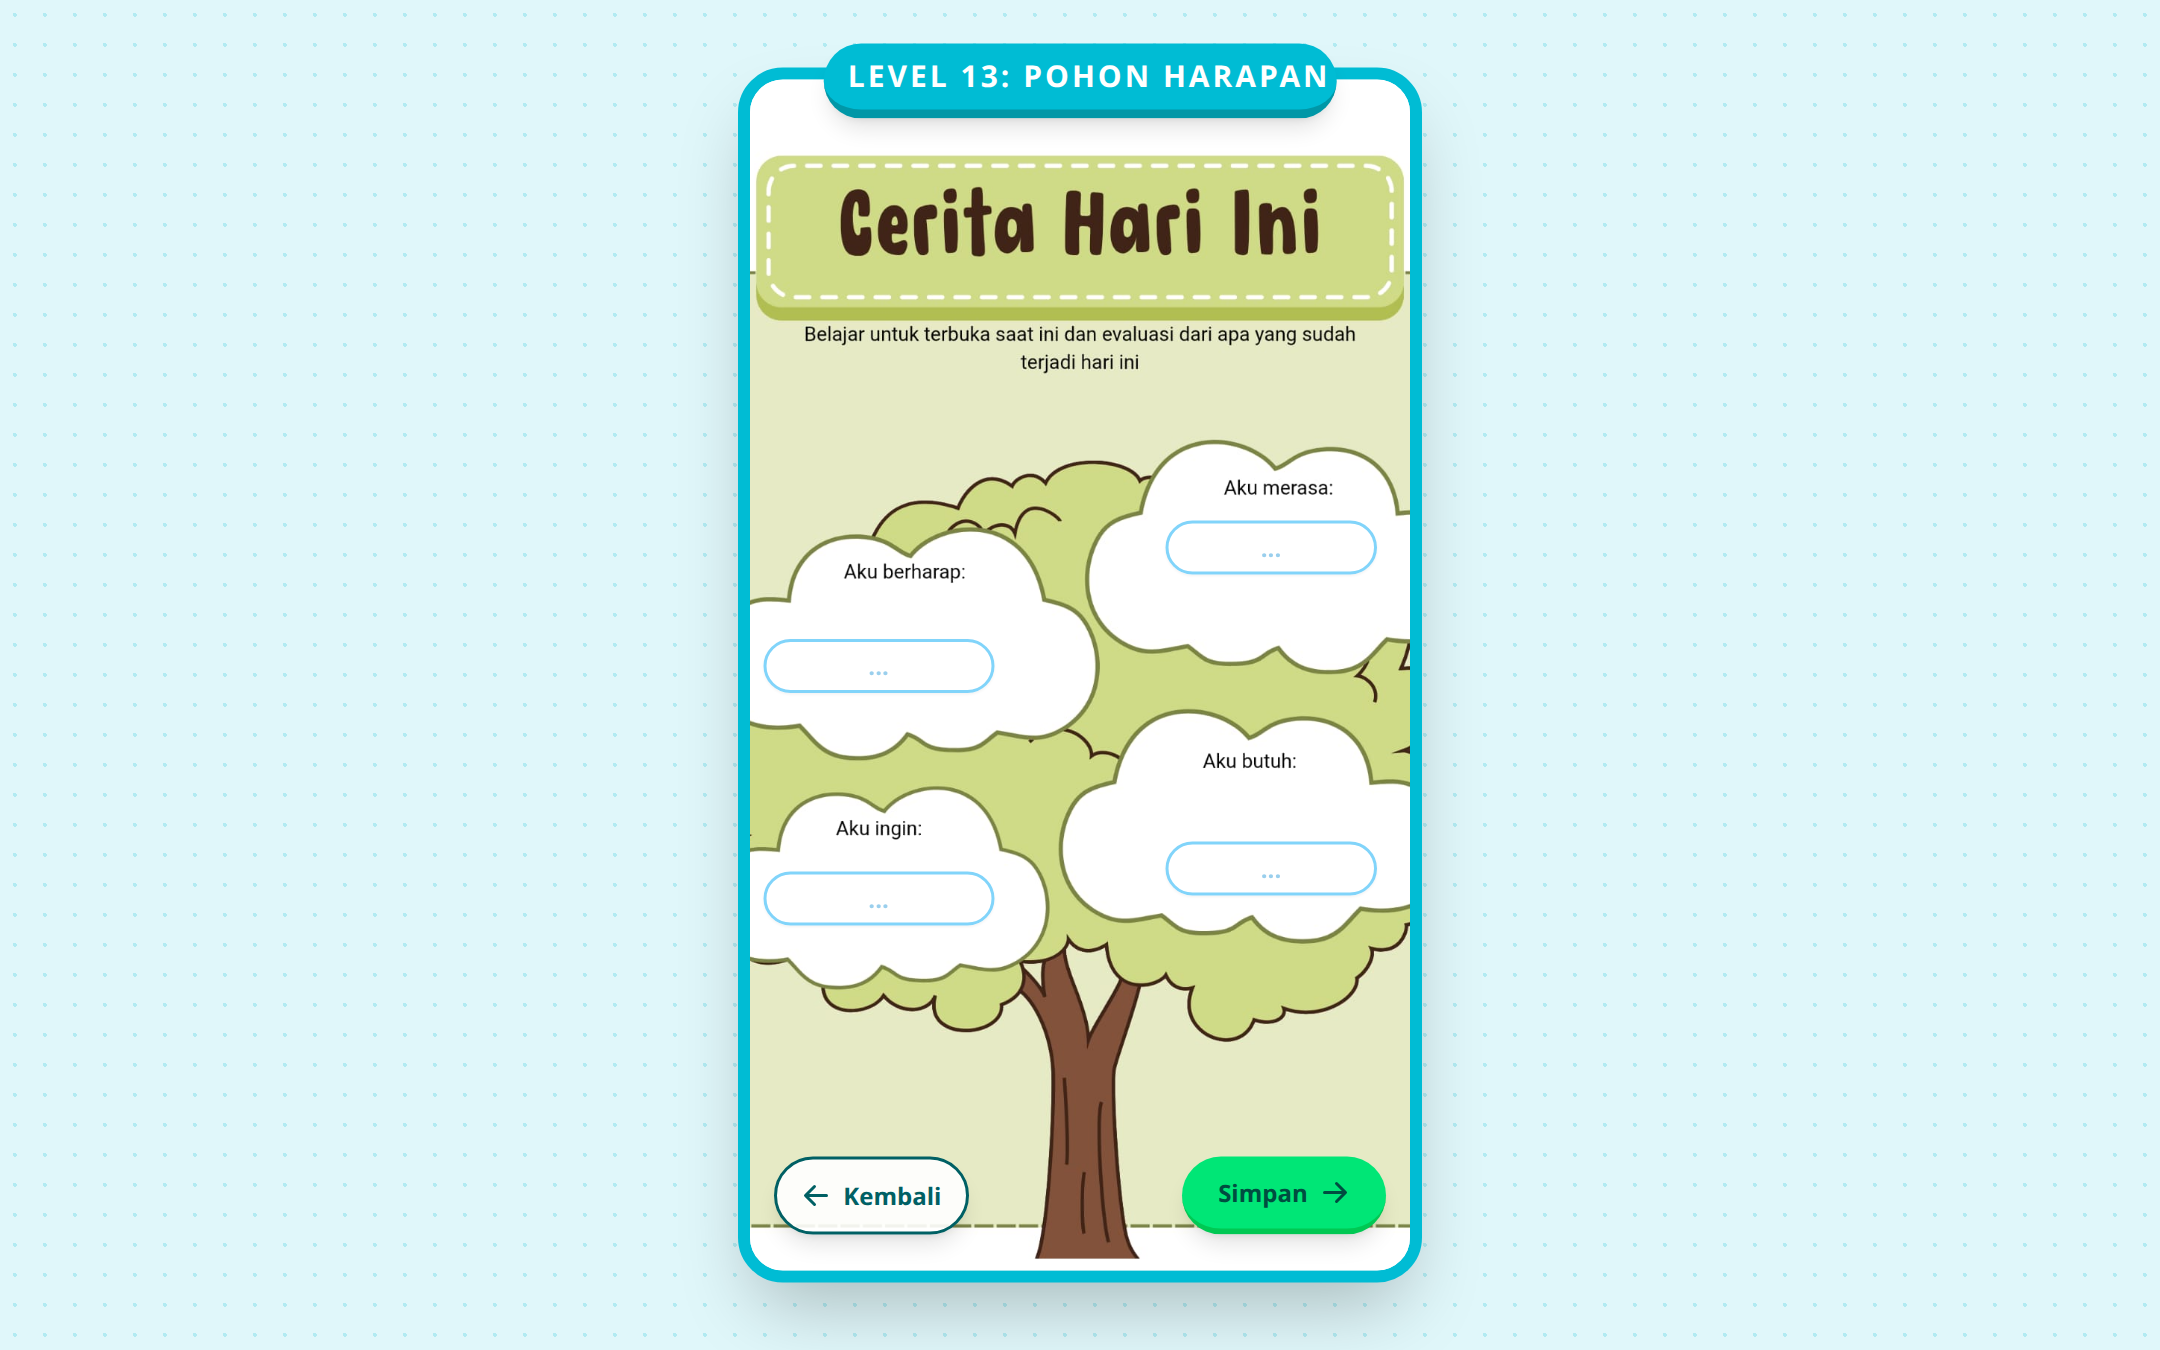 LEVEL 13: POHON HARAPAN
Cerita Hari Ini
Belajar untuk terbuka saat ini dan evaluasi dari apa yang sudah
terjadi hari ini
Aku merasa:
...
Aku berharap:
...
Aku butuh:
...
Aku ingin:
...
← Kembali
Simpan →